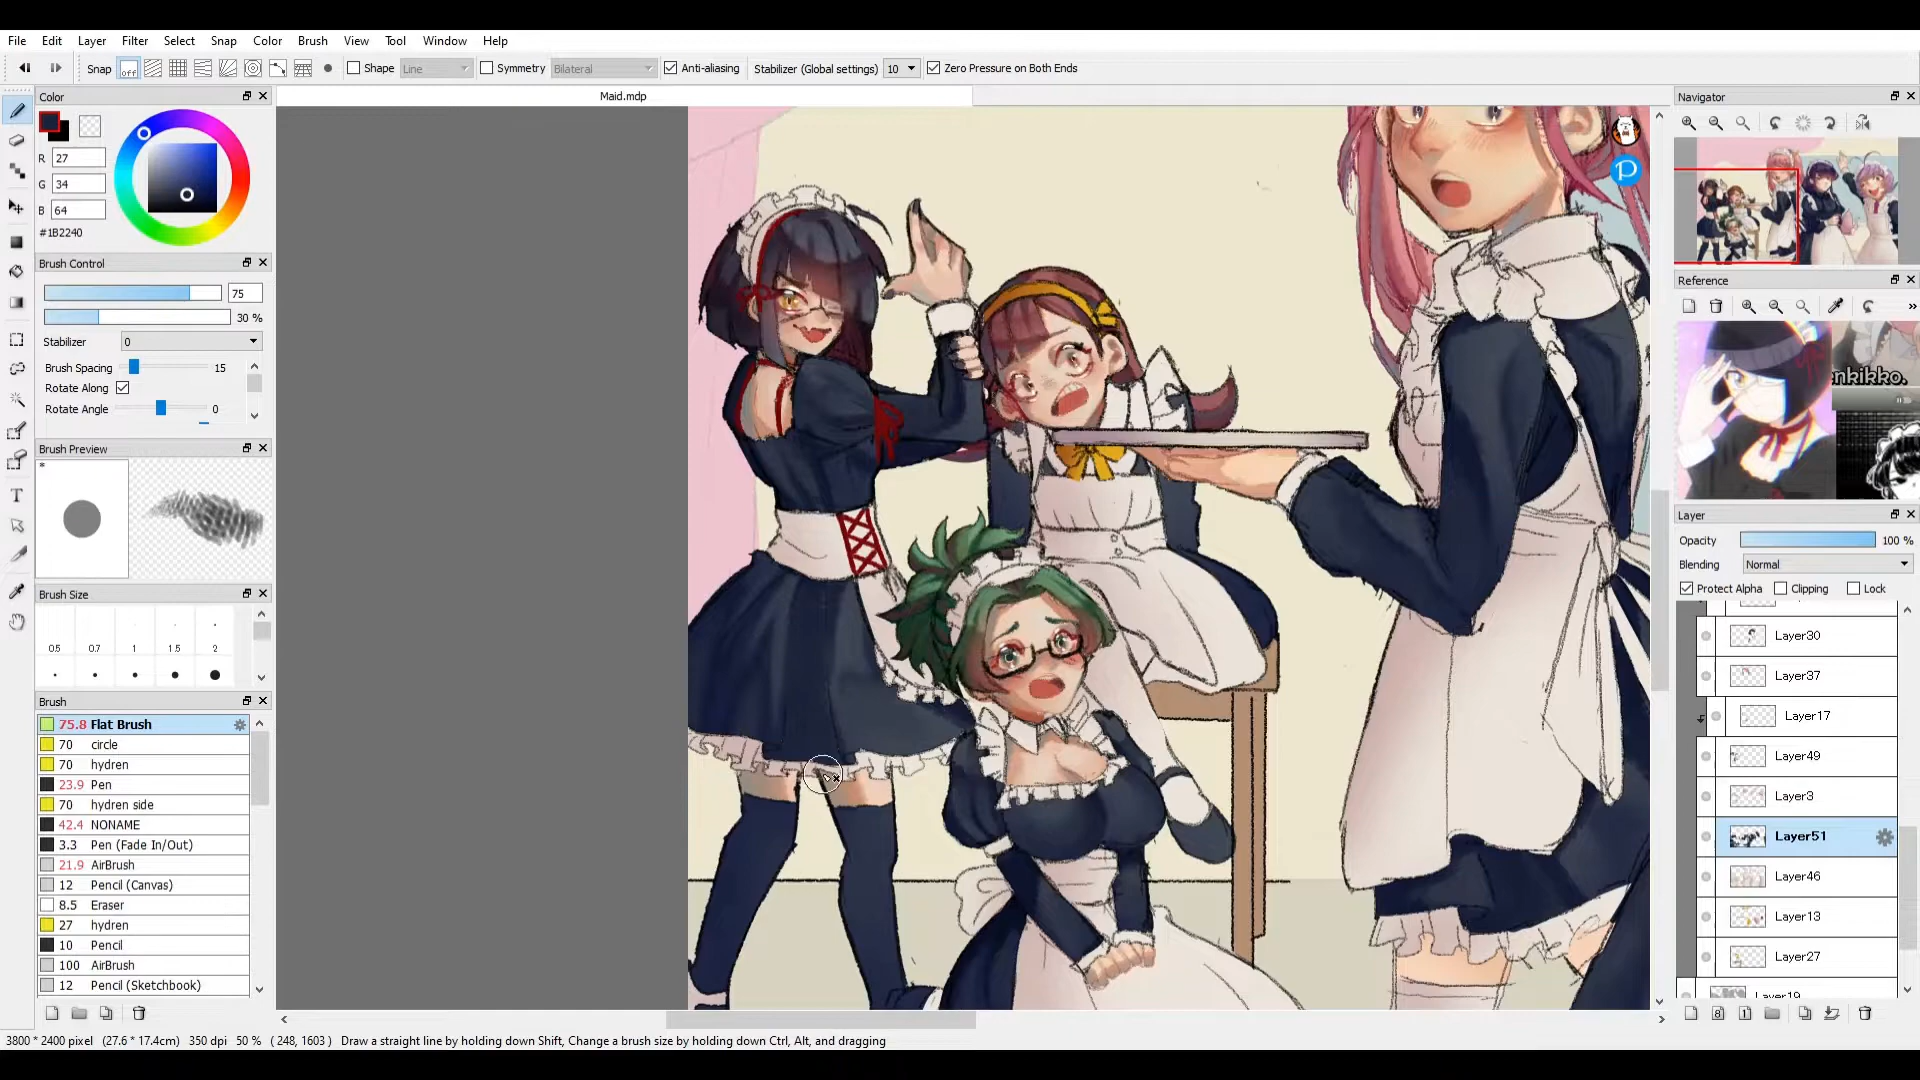 File Edit Layer Filter Select Snap Color Brush View Tool Window Help
Snap off Shape Line Symmetry Bilateral Anti-aliasing Stabilizer (Global settings) 10 Zero Pressure on Both Ends
Color
Maid.mdp
Navigator
R 27
G 34
B 64
#1B2240
Brush Control
75
30 %
Stabilizer 0
Brush Spacing 15
Rotate Along
Rotate Angle 0
Brush Preview
*
Brush Size
0.5 0.7 1 1.5 2
Brush
75.8 Flat Brush
70 circle
70 hydren
23.9 Pen
70 hydren side
42.4 NONAME
3.3 Pen (Fade In/Out)
21.9 AirBrush
12 Pencil (Canvas)
8.5 Eraser
27 hydren
10 Pencil
100 AirBrush
12 Pencil (Sketchbook)
Reference
nkikko.
Layer
Opacity 100 %
Blending Normal
Protect Alpha Clipping Lock
Layer30
Layer37
Layer17
Layer49
Layer3
Layer51
Layer46
Layer13
Layer27
Layer19
3800 * 2400 pixel (27.6 * 17.4cm) 350 dpi 50 % ( 248, 1603 ) Draw a straight line by holding down Shift, Change a brush size by holding down Ctrl, Alt, and dragging